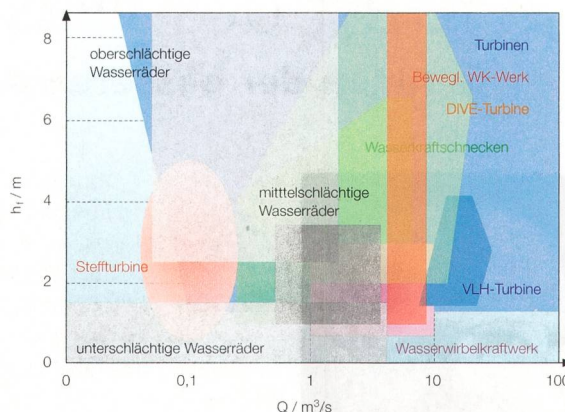 8
6
4
2
0
h_f / m
oberschlächtige
Wasserräder
Turbinen
Bewegl. WK-Werk
DIVE-Turbine
Wasserkraftschnecken
mitttelschlächtige
Wasserräder
Steffturbine
VLH-Turbine
unterschlächtige Wasserräder
Wasserwirbelkraftwerk
0
0,1
1
10
100
Q / m³/s